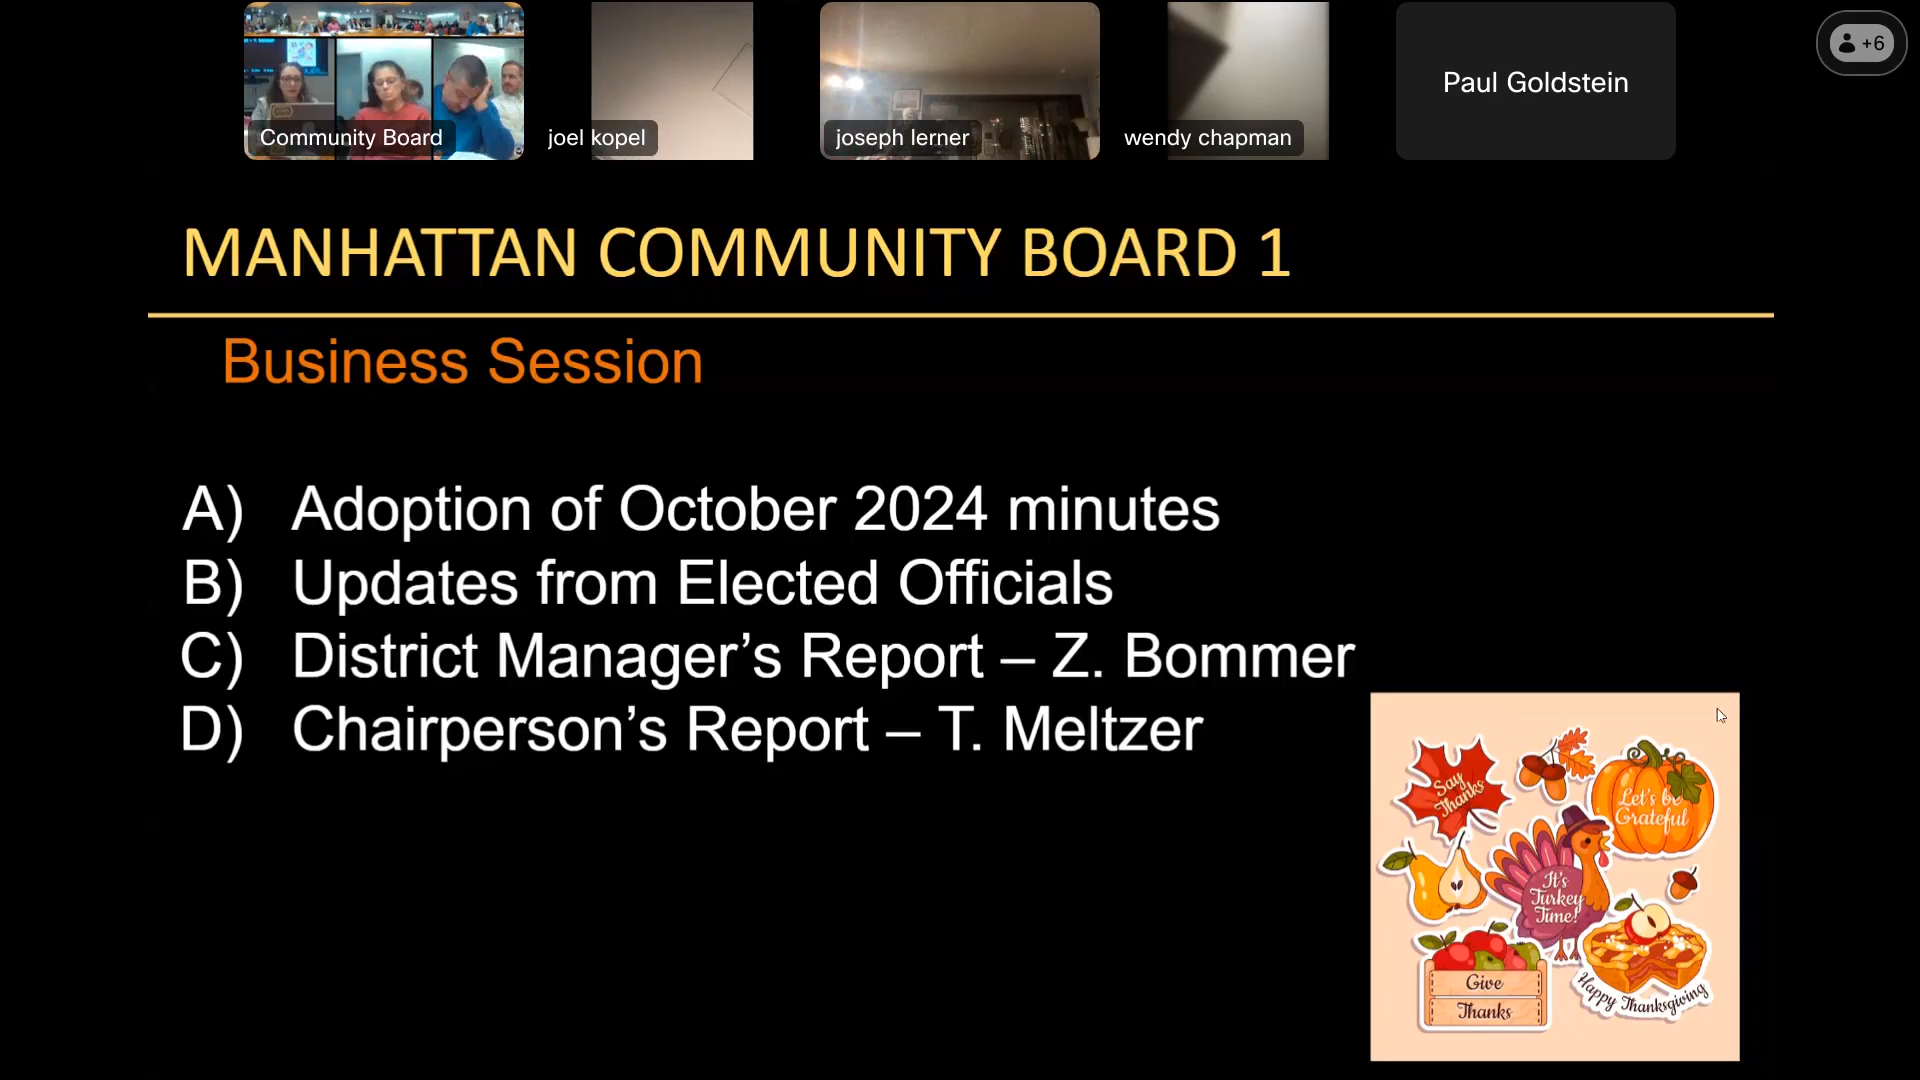 Community Board
joel kopel
joseph lerner
wendy chapman
Paul Goldstein
+6
MANHATTAN COMMUNITY BOARD 1
Business Session
A) Adoption of October 2024 minutes
B) Updates from Elected Officials
C) District Manager’s Report – Z. Bommer
D) Chairperson’s Report – T. Meltzer
Say
Thanks
Let's be
Grateful
It's
Turkey
Time!
Give
Thanks
Happy Thanksgiving